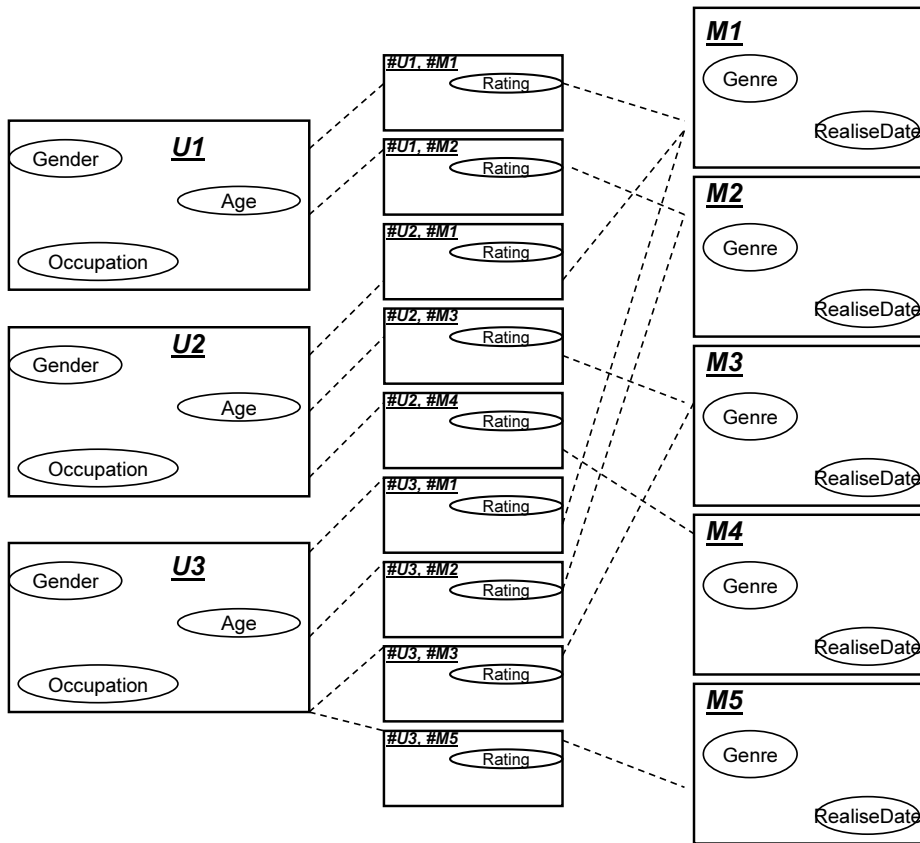 U1
Gender
Age
Occupation
U2
Gender
Age
Occupation
U3
Gender
Age
Occupation
#U1, #M1
Rating
#U1, #M2
Rating
#U2, #M1
Rating
#U2, #M3
Rating
#U2, #M4
Rating
#U3, #M1
Rating
#U3, #M2
Rating
#U3, #M3
Rating
#U3, #M5
Rating
M1
Genre
RealiseDate
M2
Genre
RealiseDate
M3
Genre
RealiseDate
M4
Genre
RealiseDate
M5
Genre
RealiseDate